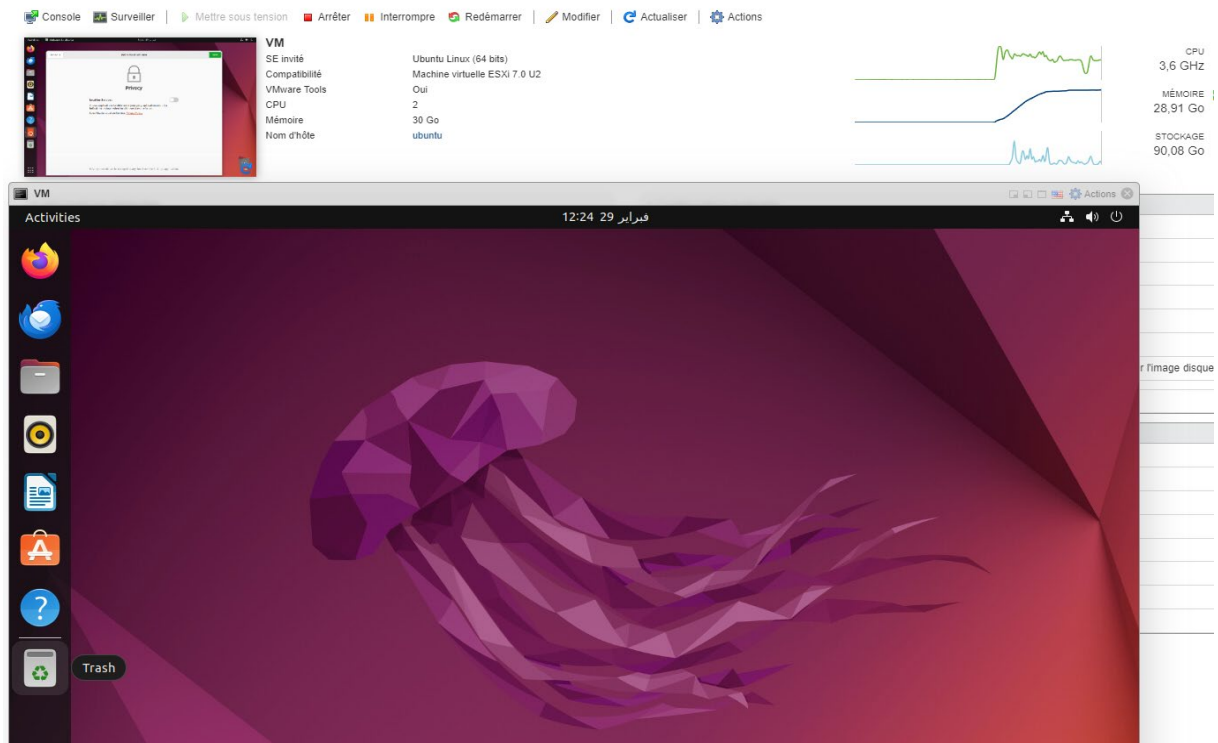 Console Surveiller Mettre sous tension Arrêter Interrompre Redémarrer Modifier Actualiser Actions
Privacy
VM
SE invité Ubuntu Linux (64 bits)
Compatibilité Machine virtuelle ESXi 7.0 U2
VMware Tools Oui
CPU 2
Mémoire 30 Go
Nom d'hôte ubuntu
CPU
3,6 GHz
MÉMOIRE
28,91 Go
STOCKAGE
90,08 Go
VM Actions
Activities 12:24 29 فبراير
r l'image disque
Trash